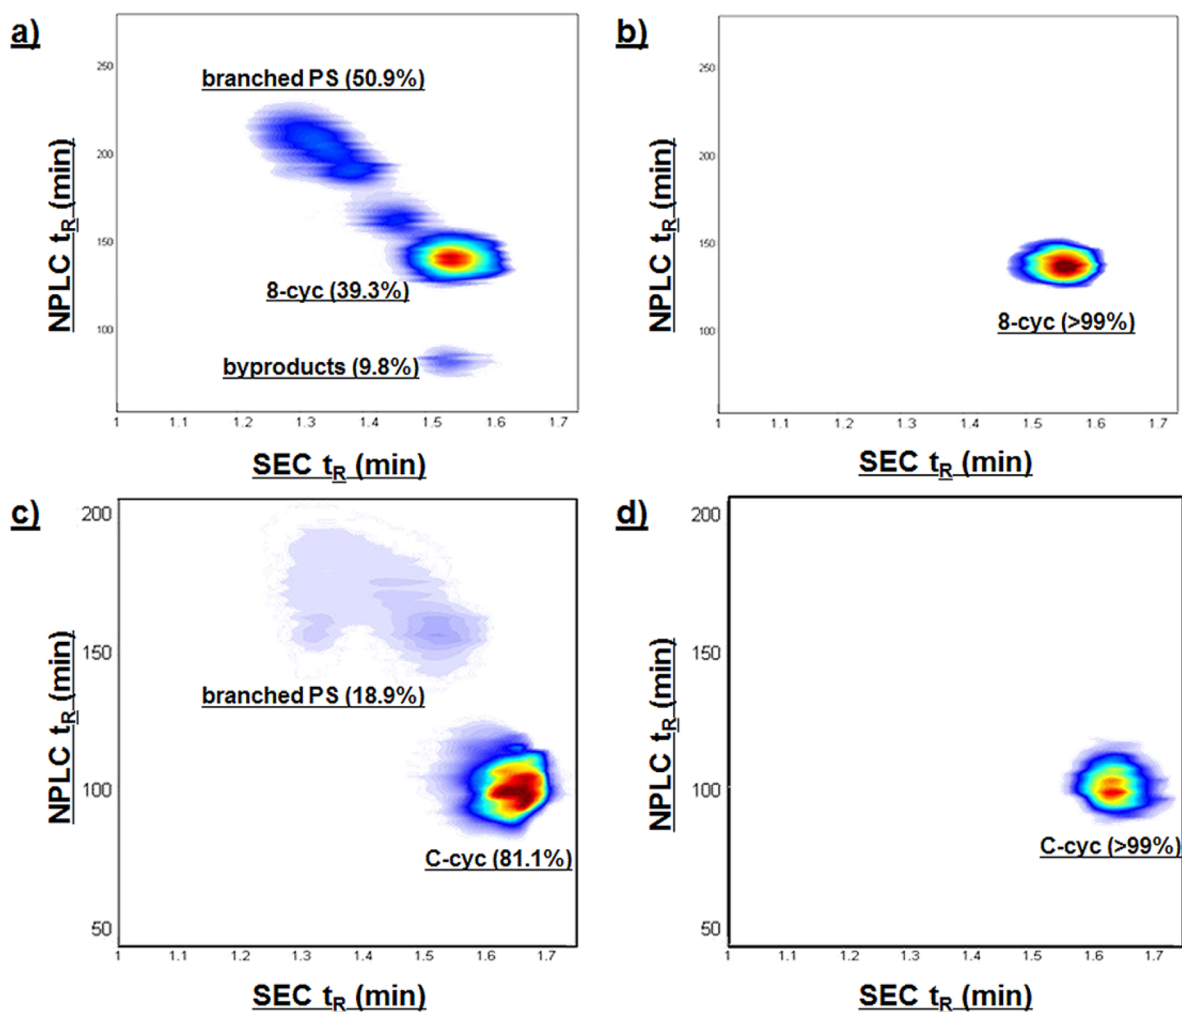 a)
NPLC tR (min)
250
200
150
100
branched PS (50.9%)
8-cyc (39.3%)
byproducts (9.8%)
1 1.1 1.2 1.3 1.4 1.5 1.6 1.7
SEC tR (min)
b)
NPLC tR (min)
250
200
150
100
8-cyc (>99%)
1 1.1 1.2 1.3 1.4 1.5 1.6 1.7
SEC tR (min)
c)
NPLC tR (min)
200
150
100
50
branched PS (18.9%)
C-cyc (81.1%)
1 1.1 1.2 1.3 1.4 1.5 1.6 1.7
SEC tR (min)
d)
NPLC tR (min)
200
150
100
50
C-cyc (>99%)
1 1.1 1.2 1.3 1.4 1.5 1.6 1.7
SEC tR (min)